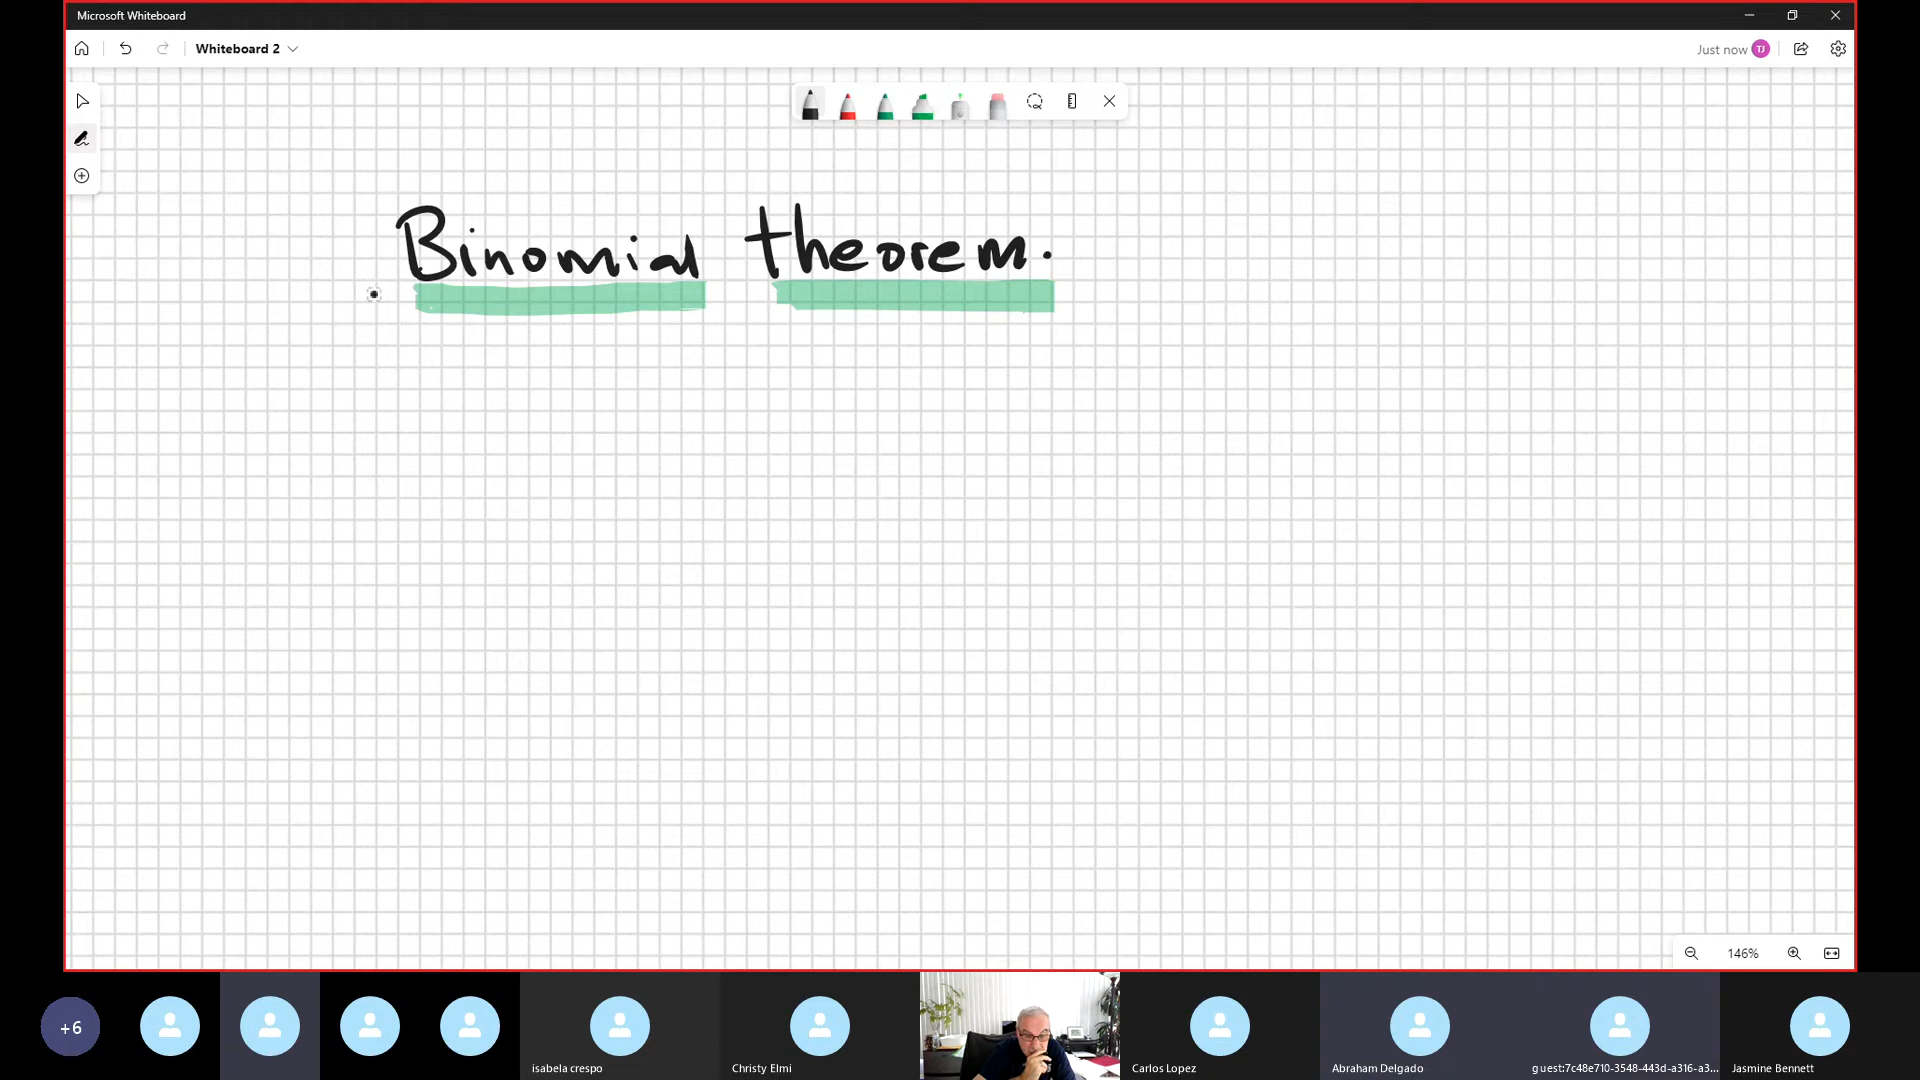 Microsoft Whiteboard
Whiteboard 2
Just now TJ
Binomial theorem.
146%
+6
isabela crespo
Christy Elmi
Carlos Lopez
Abraham Delgado
guest:7c48e710-3548-443d-a316-a3...
Jasmine Bennett